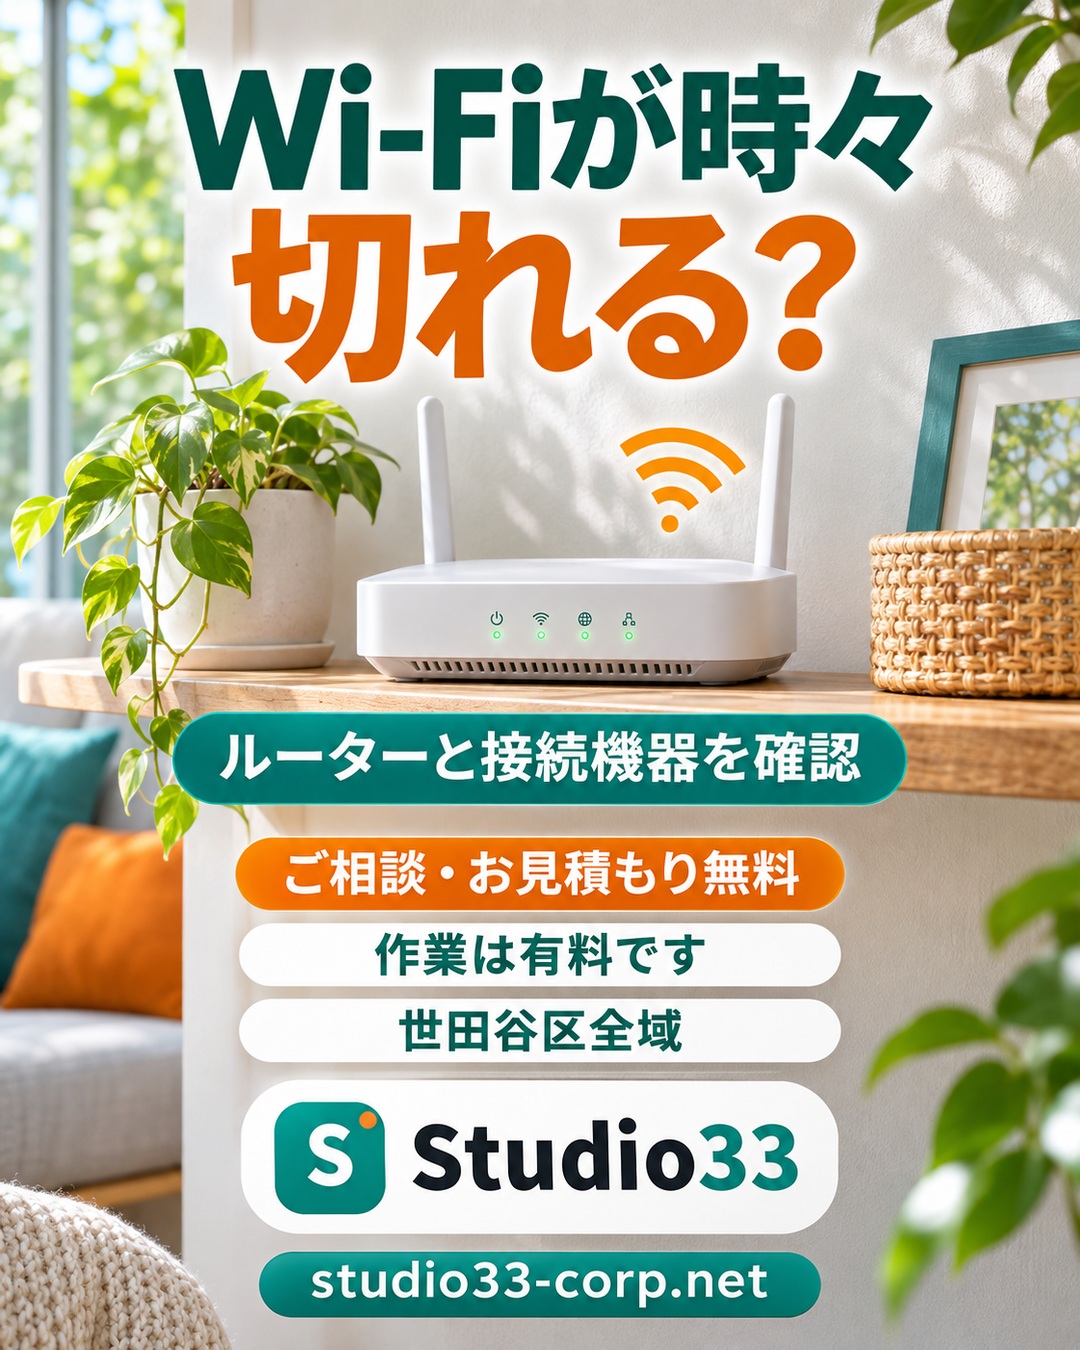 Wi-Fiが時々
切れる?
ルーターと接続機器を確認
ご相談・お見積もり無料
作業は有料です
世田谷区全域
S Studio33
studio33-corp.net